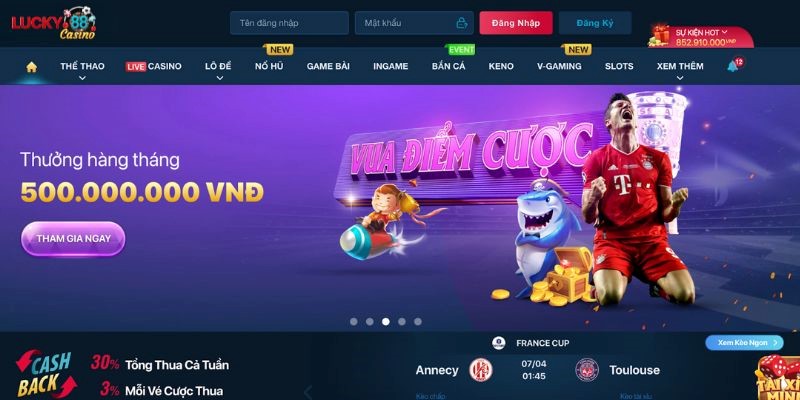 LUCKY 88
Casino
Tên đăng nhập
Mật khẩu
Đăng Nhập
Đăng Ký
SỰ KIỆN HOT
852.910.000 VNĐ
NEW
EVENT
NEW
THỂ THAO
LIVE CASINO
LÔ ĐỀ
NỔ HŨ
GAME BÀI
INGAME
BẮN CÁ
KENO
V-GAMING
SLOTS
XEM THÊM
12
Thưởng hàng tháng
500.000.000 VNĐ
THAM GIA NGAY
VUA ĐIỂM CƯỢC
T
CASH
BACK
30% Tổng Thua Cả Tuần
3% Mỗi Vé Cược Thua
FRANCE CUP
Xem Kèo Ngon
Annecy
07/04
01:45
Toulouse
Kèo chấp
Kèo tài xỉu
TÀI XỈU